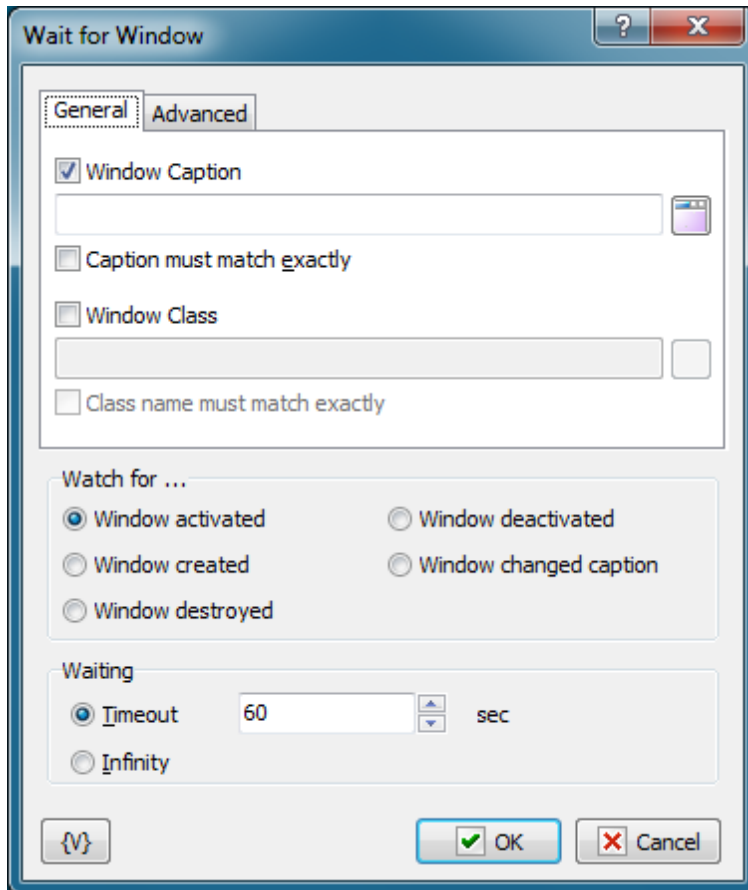 Wait for Window
General Advanced
Window Caption
Caption must match exactly
Window Class
Class name must match exactly
Watch for ...
Window activated Window deactivated
Window created Window changed caption
Window destroyed
Waiting
Timeout 60 sec
Infinity
{V} OK Cancel